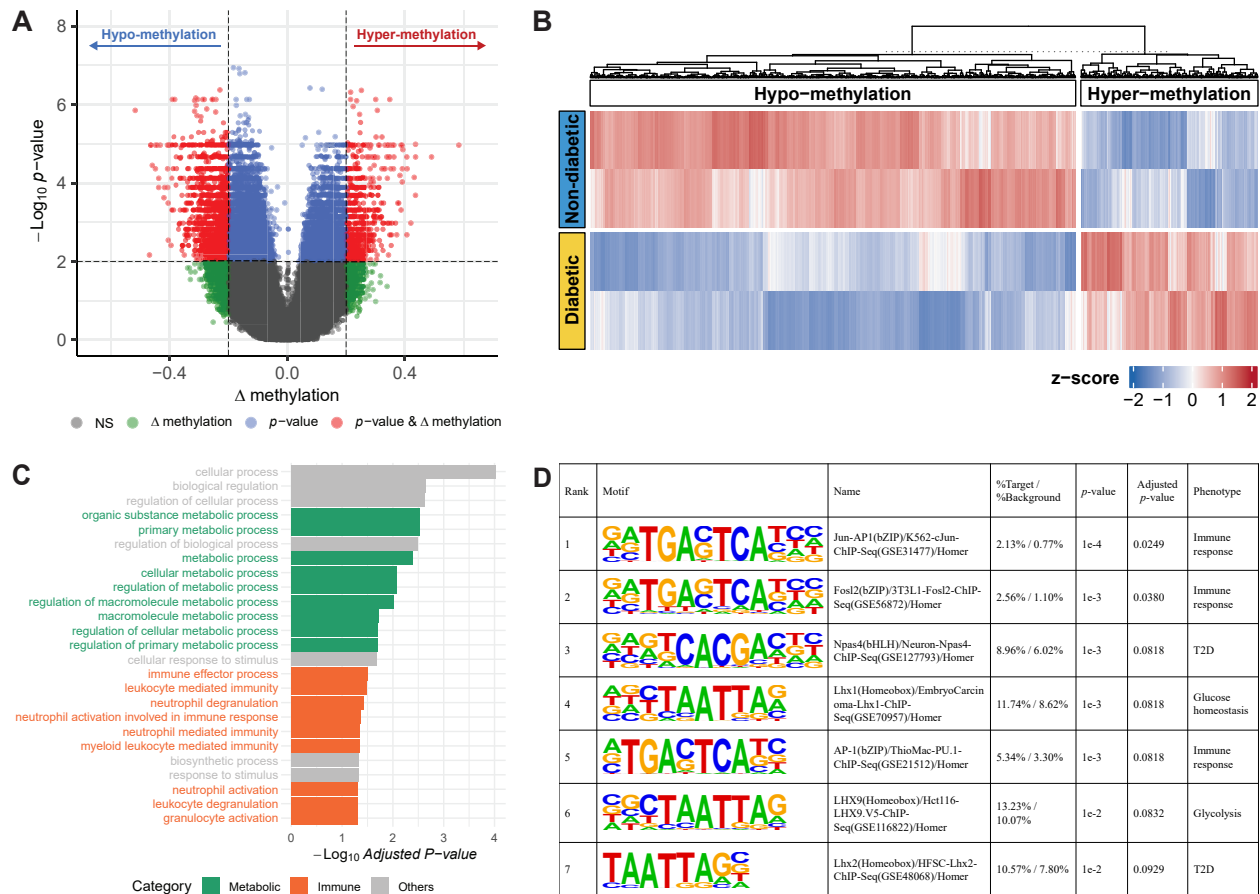 A
Hypo-methylation
Hyper-methylation
8
6
4
2
0
−Log10 p-value
−0.4
0.0
0.4
Δ methylation
NS
Δ methylation
p-value
p-value & Δ methylation
B
Hypo-methylation
Hyper-methylation
Non-diabetic
Diabetic
z-score
−2 −1 0 1 2
C
cellular process
biological regulation
regulation of cellular process
organic substance metabolic process
primary metabolic process
regulation of biological process
metabolic process
cellular metabolic process
regulation of metabolic process
regulation of macromolecule metabolic process
macromolecule metabolic process
regulation of cellular metabolic process
regulation of primary metabolic process
cellular response to stimulus
immune effector process
leukocyte mediated immunity
neutrophil degranulation
neutrophil activation involved in immune response
neutrophil mediated immunity
myeloid leukocyte mediated immunity
biosynthetic process
response to stimulus
neutrophil activation
leukocyte degranulation
granulocyte activation
0 1 2 3 4
−Log10 Adjusted P-value
Category
Metabolic
Immune
Others
D
Rank
Motif
Name
%Target /
%Background
p-value
Adjusted
p-value
Phenotype
1
Jun-AP1(bZIP)/K562-cJun-
ChIP-Seq(GSE31477)/Homer
2.13% / 0.77%
1e-4
0.0249
Immune
response
2
Fosl2(bZIP)/3T3L1-Fosl2-ChIP-
Seq(GSE56872)/Homer
2.56% / 1.10%
1e-3
0.0380
Immune
response
3
Npas4(bHLH)/Neuron-Npas4-
ChIP-Seq(GSE127793)/Homer
8.96% / 6.02%
1e-3
0.0818
T2D
4
Lhx1(Homeobox)/EmbryoCarcin
oma-Lhx1-ChIP-
Seq(GSE70957)/Homer
11.74% / 8.62%
1e-3
0.0818
Glucose
homeostasis
5
AP-1(bZIP)/ThioMac-PU.1-
ChIP-Seq(GSE21512)/Homer
5.34% / 3.30%
1e-3
0.0818
Immune
response
6
LHX9(Homeobox)/Hct116-
LHX9.V5-ChIP-
Seq(GSE116822)/Homer
13.23% /
10.07%
1e-2
0.0832
Glycolysis
7
TAATTAG
Lhx2(Homeobox)/HFSC-Lhx2-
ChIP-Seq(GSE48068)/Homer
10.57% / 7.80%
1e-2
0.0929
T2D